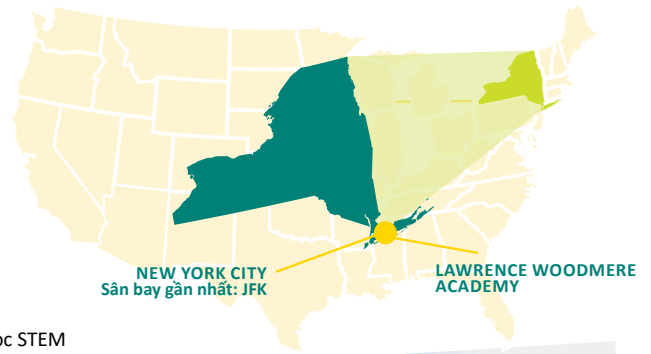 NEW YORK CITY
Sân bay gần nhất: JFK
LAWRENCE WOODMERE
ACADEMY
STEM